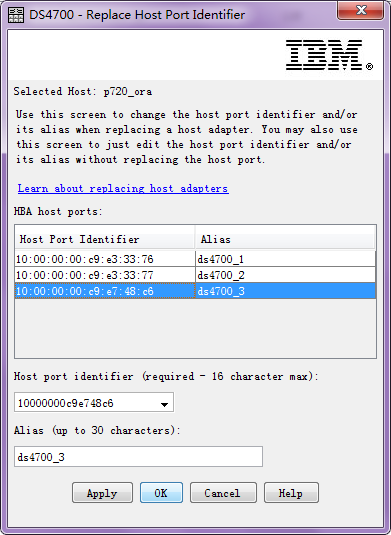 DS4700 - Replace Host Port Identifier
IBM®
Selected Host: p720_ora
Use this screen to change the host port identifier and/or
its alias when replacing a host adapter. You may also use
this screen to just edit the host port identifier and/or
its alias without replacing the host port.
Learn about replacing host adapters
HBA host ports:
Host Port Identifier Alias
10:00:00:00:c9:e3:33:76 ds4700_1
10:00:00:00:c9:e3:33:77 ds4700_2
10:00:00:00:c9:e7:48:c6 ds4700_3
Host port identifier (required - 16 character max):
10000000c9e748c6
Alias (up to 30 characters):
ds4700_3
Apply OK Cancel Help